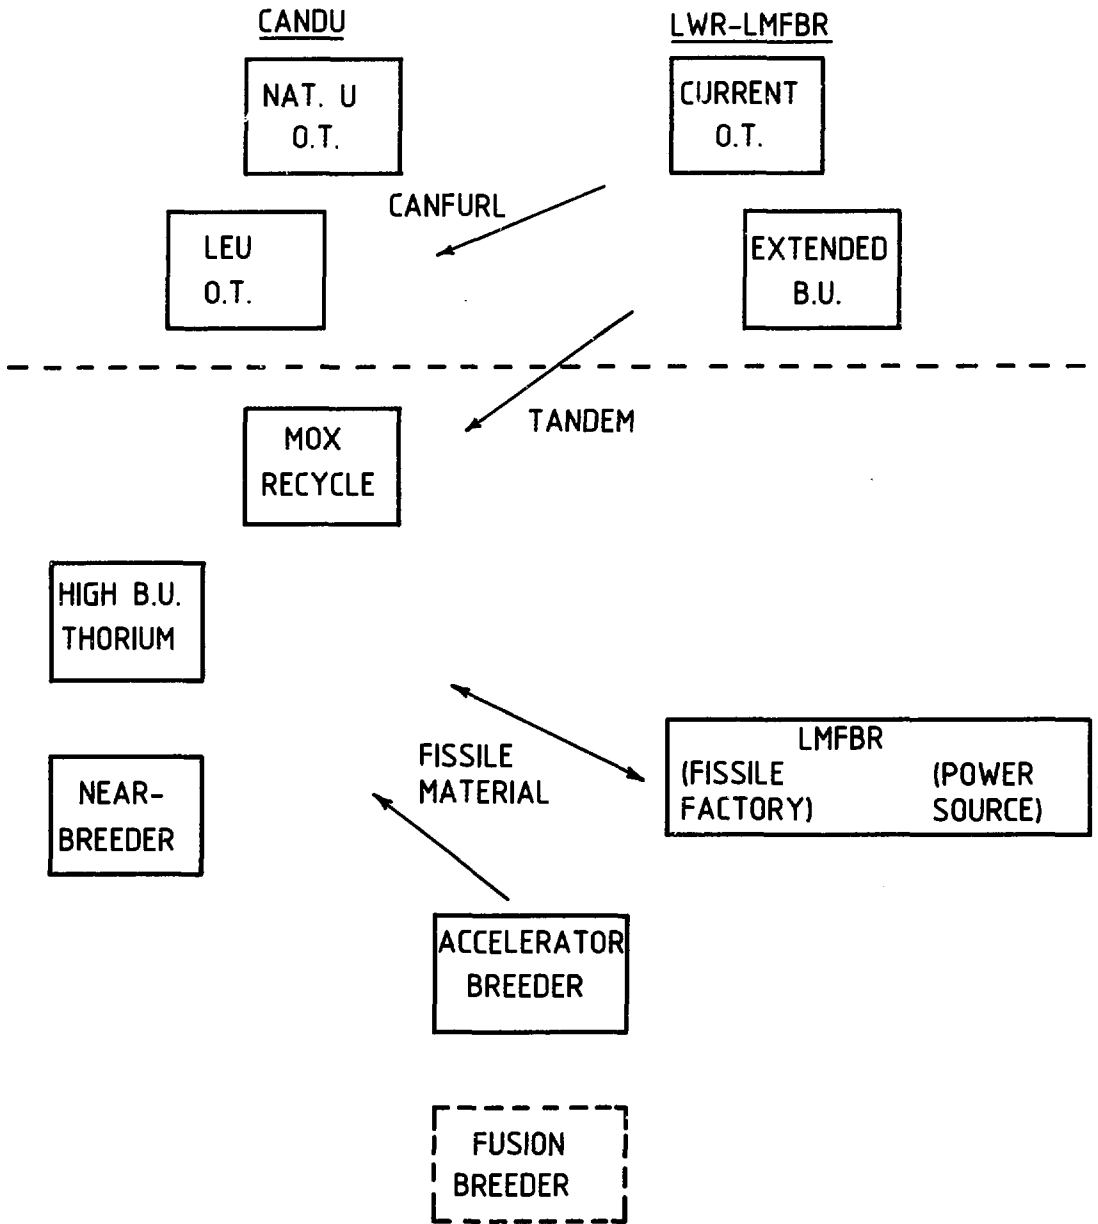 CANDU
LWR-LMFBR
NAT. U
O.T.
CURRENT
O.T.
CANFURL
LEU
O.T.
EXTENDED
B.U.
TANDEM
MOX
RECYCLE
HIGH B.U.
THORIUM
FISSILE
MATERIAL
LMFBR
(FISSILE
FACTORY)
(POWER
SOURCE)
NEAR-
BREEDER
ACCELERATOR
BREEDER
FUSION
BREEDER